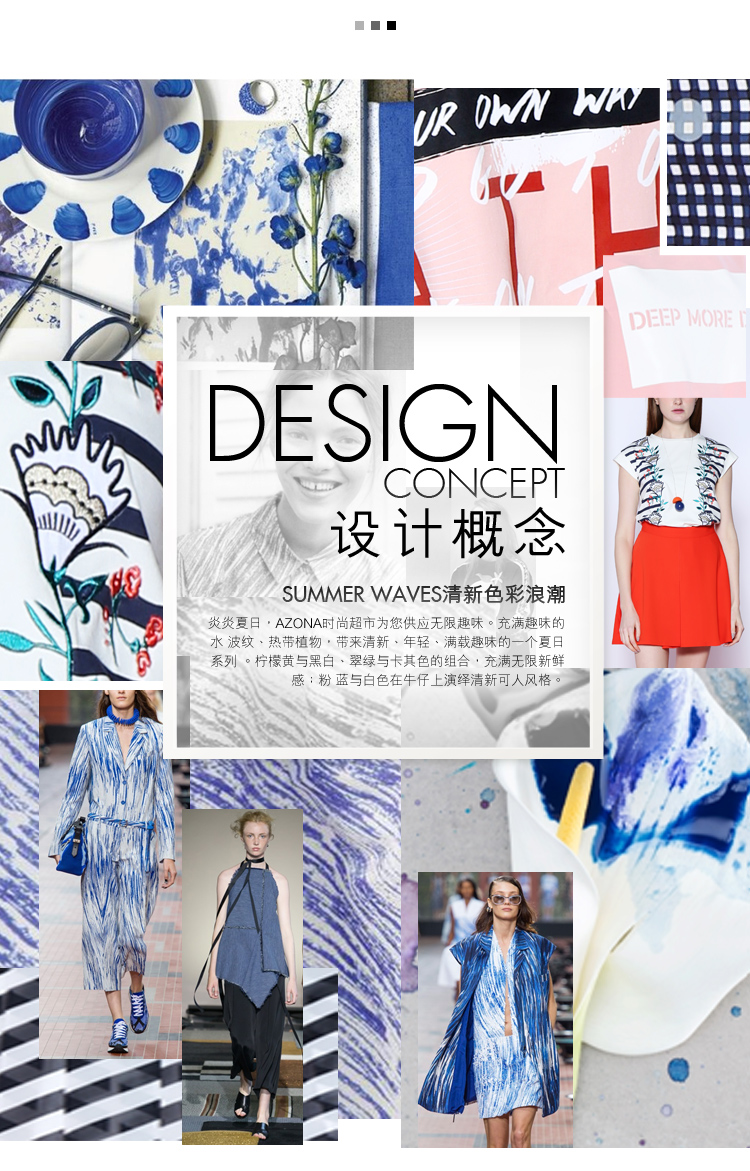 UR OWN WAY
DEEP MORE
DESIGN
CONCEPT
设计概念
SUMMER WAVES清新色彩浪潮
炎炎夏日，AZONA时尚超市为您供应无限趣味。充满趣味的
水 波纹、热带植物，带来清新、年轻、满载趣味的一个夏日
系列 。柠檬黄与黑白、翠绿与卡其色的组合，充满无限新鲜
感；粉 蓝与白色在牛仔上演绎清新可人风格。